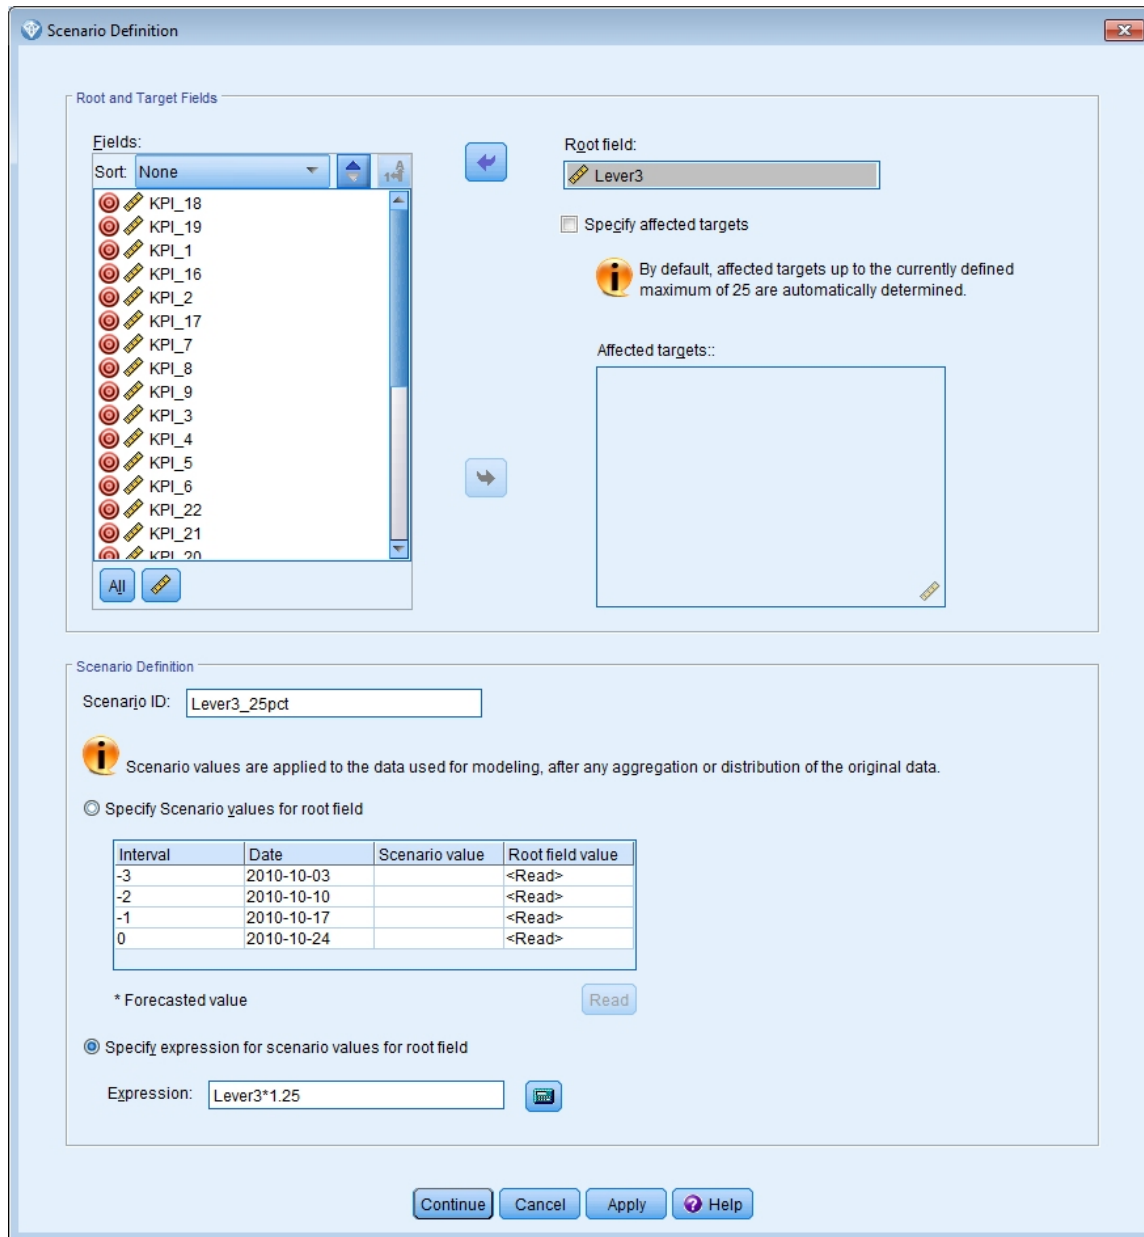 Scenario Definition
Root and Target Fields
Fields:
Sort: None
KPI_18
KPI_19
KPI_1
KPI_16
KPI_2
KPI_17
KPI_7
KPI_8
KPI_9
KPI_3
KPI_4
KPI_5
KPI_6
KPI_22
KPI_21
KPI_20
All
Root field:
Lever3
Specify affected targets
By default, affected targets up to the currently defined
maximum of 25 are automatically determined.
Affected targets::
Scenario Definition
Scenario ID: Lever3_25pct
Scenario values are applied to the data used for modeling, after any aggregation or distribution of the original data.
Specify Scenario values for root field
Interval Date Scenario value Root field value
-3 2010-10-03 <Read>
-2 2010-10-10 <Read>
-1 2010-10-17 <Read>
0 2010-10-24 <Read>
* Forecasted value Read
Specify expression for scenario values for root field
Expression: Lever3*1.25
Continue Cancel Apply Help